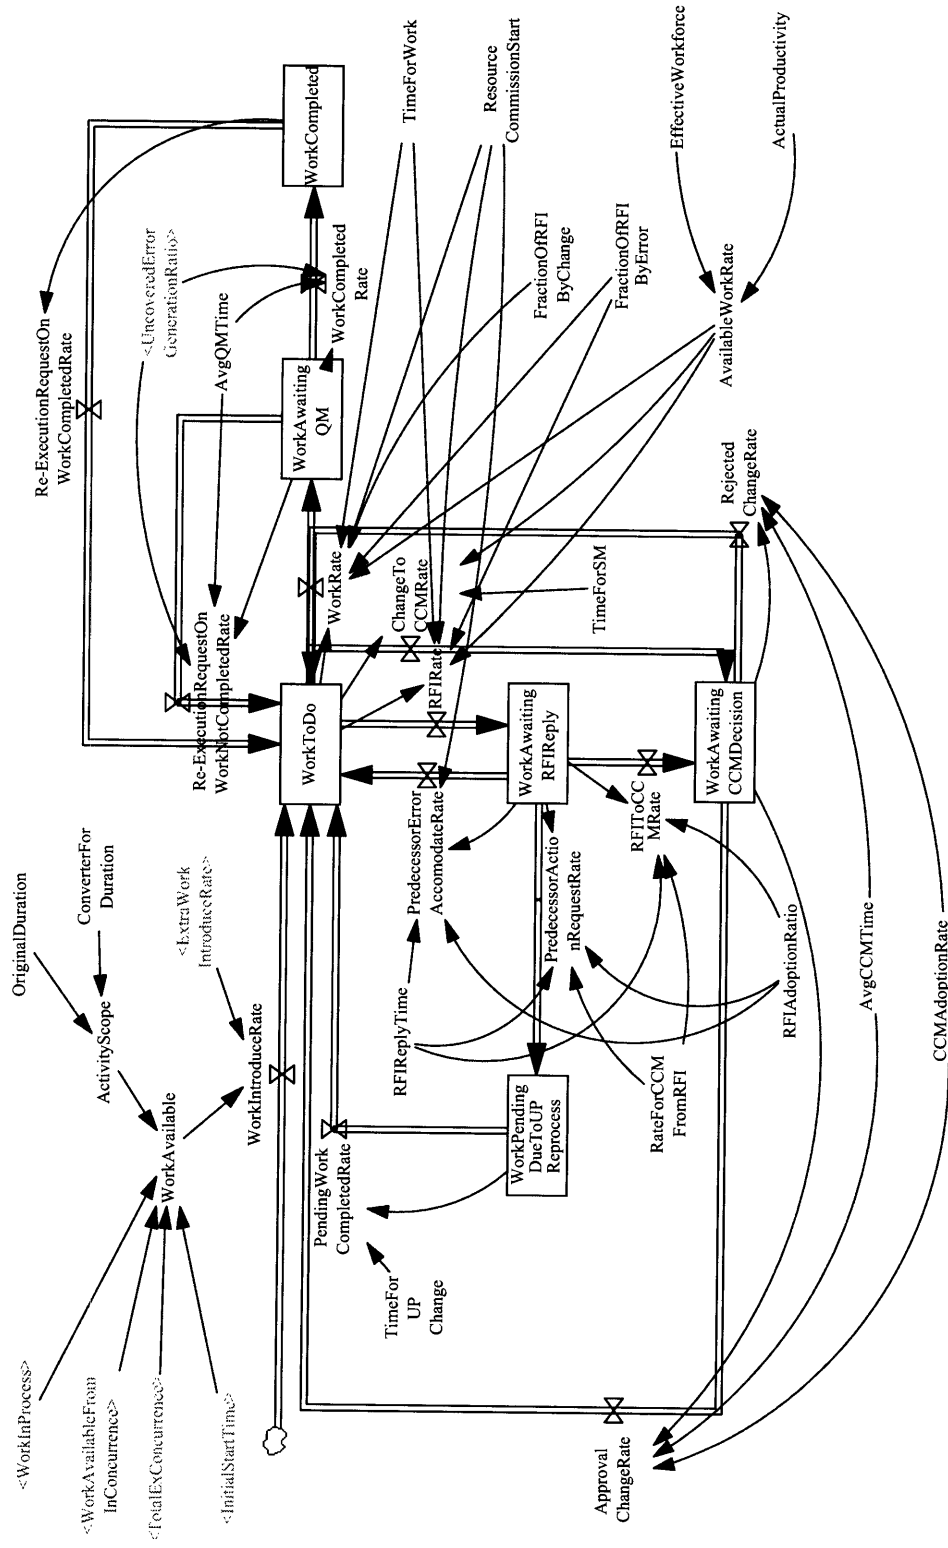 <WorkInProcess>
<WorkAvailableFrom
InConcurrence>
<TotalExConcurrence>
<InitialStartTime>
OriginalDuration
ConverterFor
Duration
ActivityScope
WorkAvailable
<ExtraWork
IntroduceRate>
WorkIntroduceRate
Re-ExecutionRequestOn
WorkCompletedRate
<UncoveredError
GenerationRatio>
AvgQMTime
Re-ExecutionRequestOn
WorkNotCompletedRate
WorkToDo
WorkAwaiting
QM
WorkCompleted
WorkCompleted
Rate
WorkRate
TimeForWork
Resource
CommissionStart
ChangeTo
CCMRate
RFIRate
FractionOfRFI
ByChange
FractionOfRFI
ByError
TimeForSM
EffectiveWorkforce
ActualProductivity
AvailableWorkRate
PendingWork
CompletedRate
TimeFor
UP
Change
RFIReplyTime
PredecessorError
AccomodateRate
WorkPending
DueToUP
Reprocess
PredecessorActio
nRequestRate
WorkAwaiting
RFIReply
RFIToCC
MRate
RateForCCM
FromRFI
WorkAwaiting
CCMDecision
Rejected
ChangeRate
RFIAdoptionRatio
Approval
ChangeRate
AvgCCMTime
CCMAdoptionRate